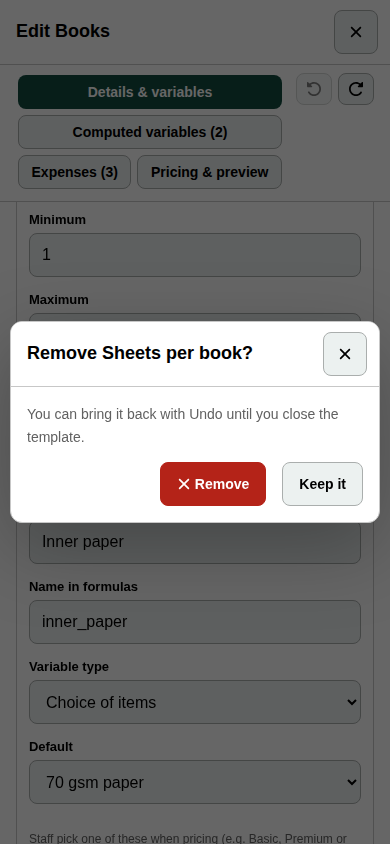 Edit Books
Details & variables
Computed variables (2)
Expenses (3)
Pricing & preview
Minimum
1
Maximum
Remove Sheets per book?
You can bring it back with Undo until you close the
template.
Remove
Keep it
Inner paper
Name in formulas
inner_paper
Variable type
Choice of items
Default
70 gsm paper
Staff pick one of these when pricing (e.g. Basic, Premium or